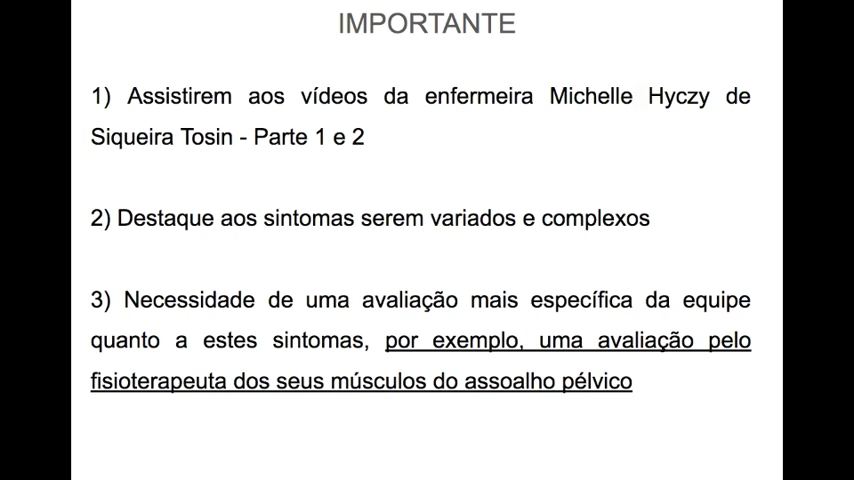 IMPORTANTE
1) Assistirem aos vídeos da enfermeira Michelle Hyczy de
Siqueira Tosin - Parte 1 e 2
2) Destaque aos sintomas serem variados e complexos
3) Necessidade de uma avaliação mais específica da equipe
quanto a estes sintomas, por exemplo, uma avaliação pelo
fisioterapeuta dos seus músculos do assoalho pélvico